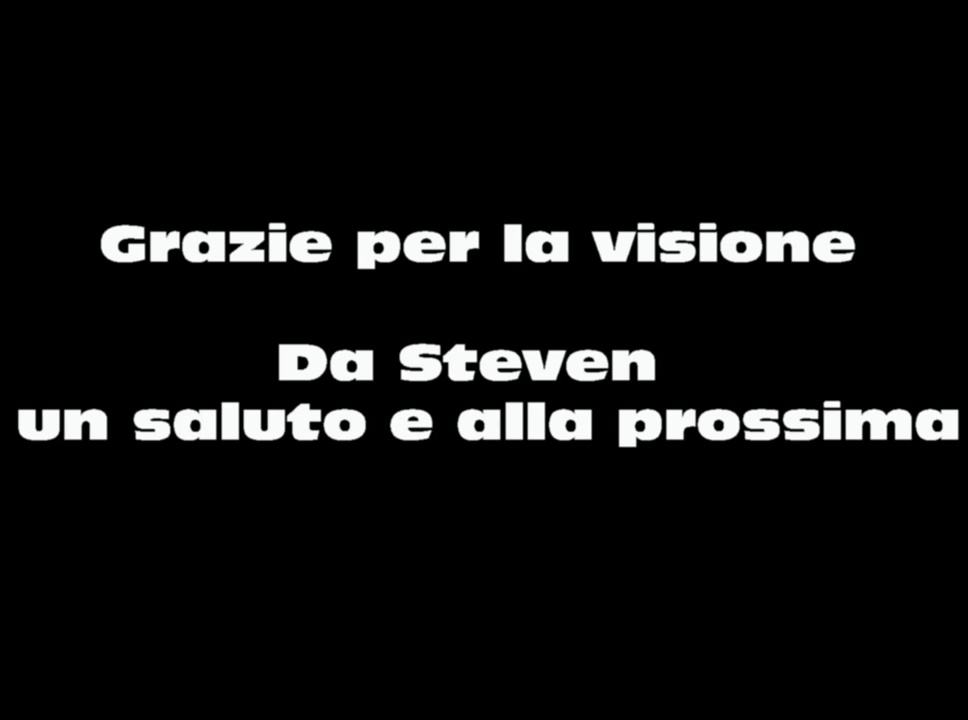 Grazie per la visione
Da Steven
un saluto e alla prossima